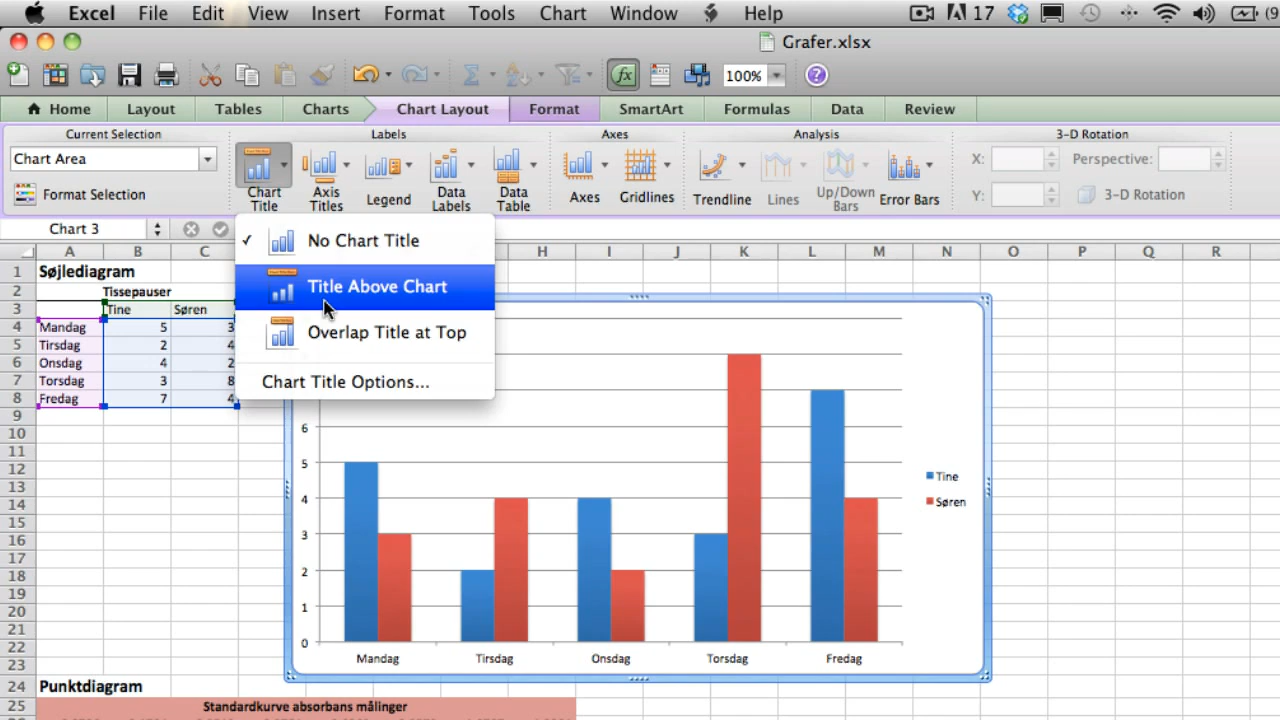 Excel File Edit View Insert Format Tools Chart Window Help 17
Grafer.xlsx
fx 100% ?
Home Layout Tables Charts Chart Layout Format SmartArt Formulas Data Review
Current Selection Labels Axes Analysis 3-D Rotation
Chart Area
Format Selection
Chart Title
Axis Titles
Legend
Data Labels
Data Table
Axes
Gridlines
Trendline
Lines
Up/Down Bars
Error Bars
X: Perspective:
Y: 3-D Rotation
Chart 3
No Chart Title
Title Above Chart
Overlap Title at Top
Chart Title Options...
A B C H I J K L M N O P Q R
1 Søjlediagram
2 Tissepauser
3 Tine Søren
4 Mandag 5 3
5 Tirsdag 2 4
6 Onsdag 4 2
7 Torsdag 3 8
8 Fredag 7 4
9
10
11
12
13
14
15
16
17
18
19
20
21
22
23
24 Punktdiagram
25 Standardkurve absorbans målinger
6
5
4
3
2
1
0
Mandag Tirsdag Onsdag Torsdag Fredag
Tine
Søren